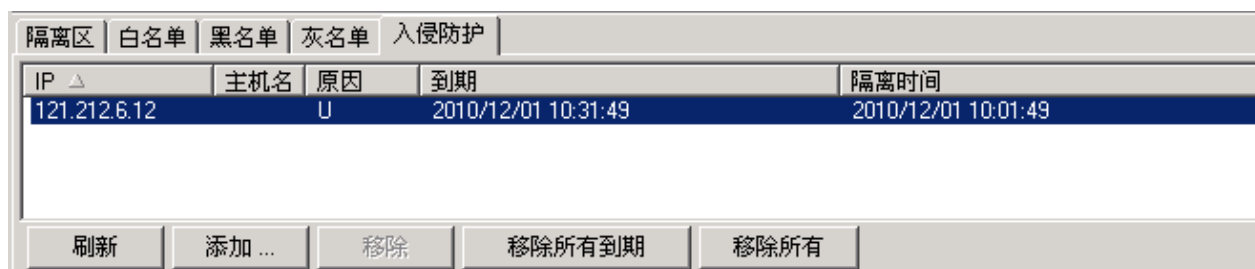 隔离区 白名单 黑名单 灰名单 入侵防护
IP 主机名 原因 到期 隔离时间
121.212.6.12 U 2010/12/01 10:31:49 2010/12/01 10:01:49
刷新 添加 ... 移除 移除所有到期 移除所有